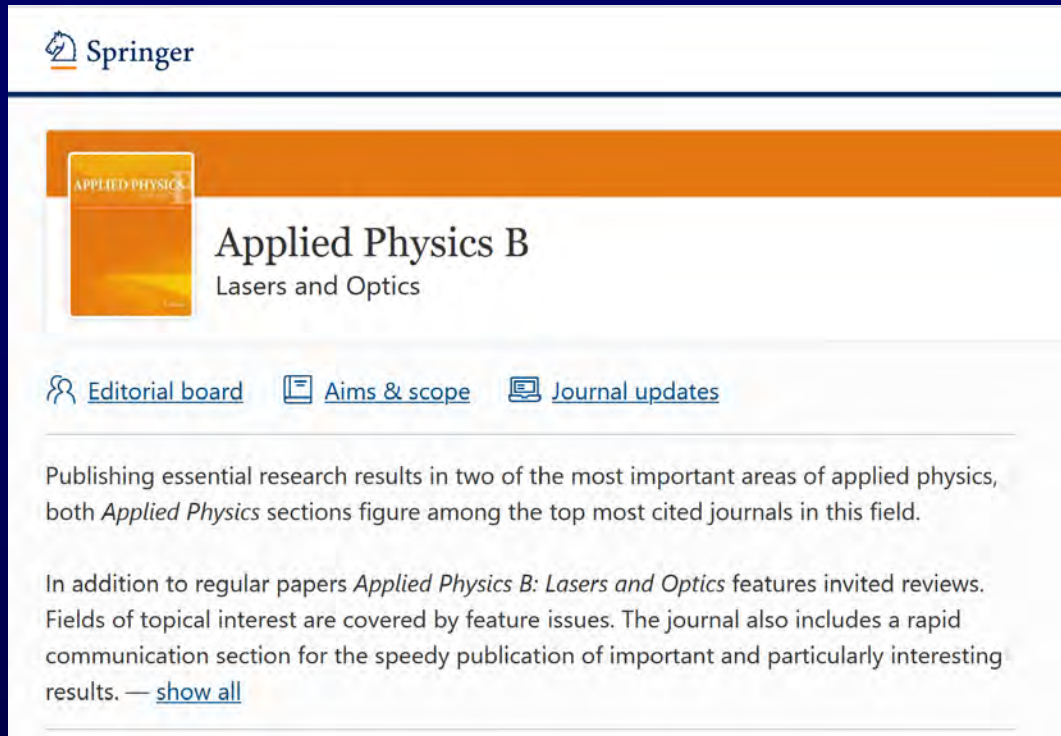 Springer
APPLIED PHYSICS
Applied Physics B
Lasers and Optics
Editorial board Aims & scope Journal updates
Publishing essential research results in two of the most important areas of applied physics,
both Applied Physics sections figure among the top most cited journals in this field.
In addition to regular papers Applied Physics B: Lasers and Optics features invited reviews.
Fields of topical interest are covered by feature issues. The journal also includes a rapid
communication section for the speedy publication of important and particularly interesting
results. — show all